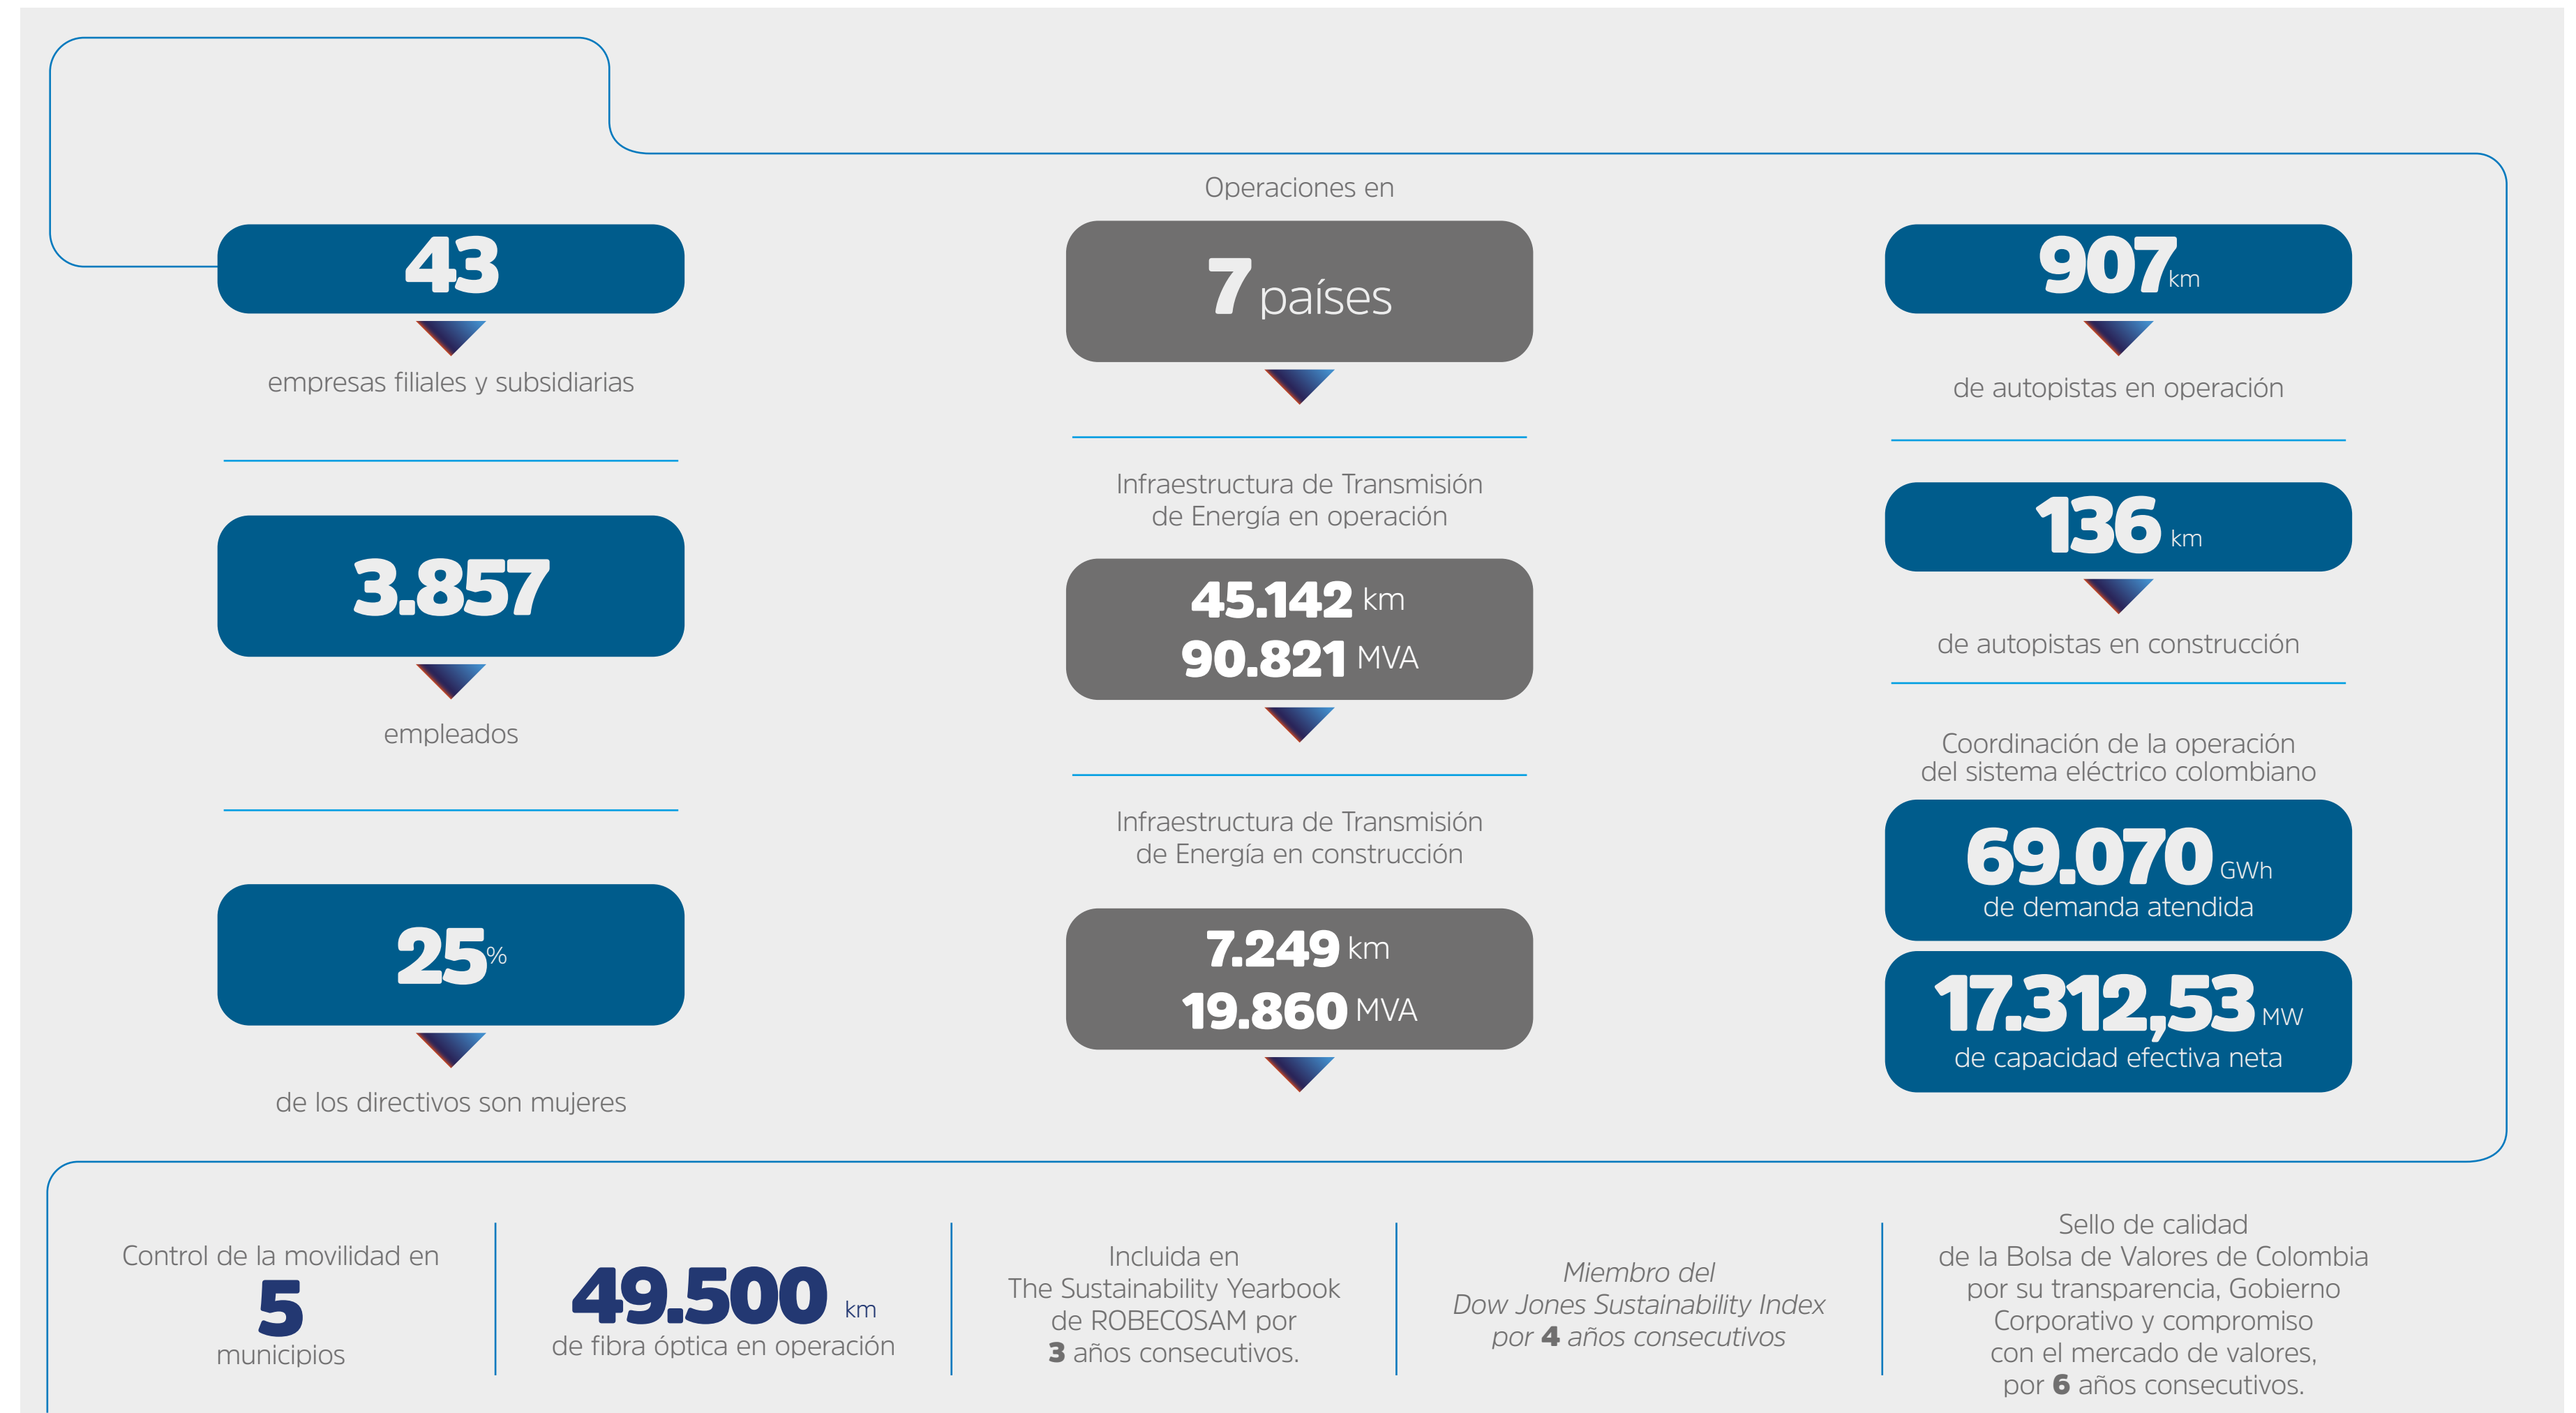 43
empresas filiales y subsidiarias
3.857
empleados
25%
de los directivos son mujeres
Operaciones en
7 países
Infraestructura de Transmisión
de Energía en operación
45.142 km
90.821 MVA
Infraestructura de Transmisión
de Energía en construcción
7.249 km
19.860 MVA
907 km
de autopistas en operación
136 km
de autopistas en construcción
Coordinación de la operación
del sistema eléctrico colombiano
69.070 GWh
de demanda atendida
17.312,53 MW
de capacidad efectiva neta
Control de la movilidad en
5
municipios
49.500 km
de fibra óptica en operación
Incluida en
The Sustainability Yearbook
de ROBECOSAM por
3 años consecutivos.
Miembro del
Dow Jones Sustainability Index
por 4 años consecutivos
Sello de calidad
de la Bolsa de Valores de Colombia
por su transparencia, Gobierno
Corporativo y compromiso
con el mercado de valores,
por 6 años consecutivos.